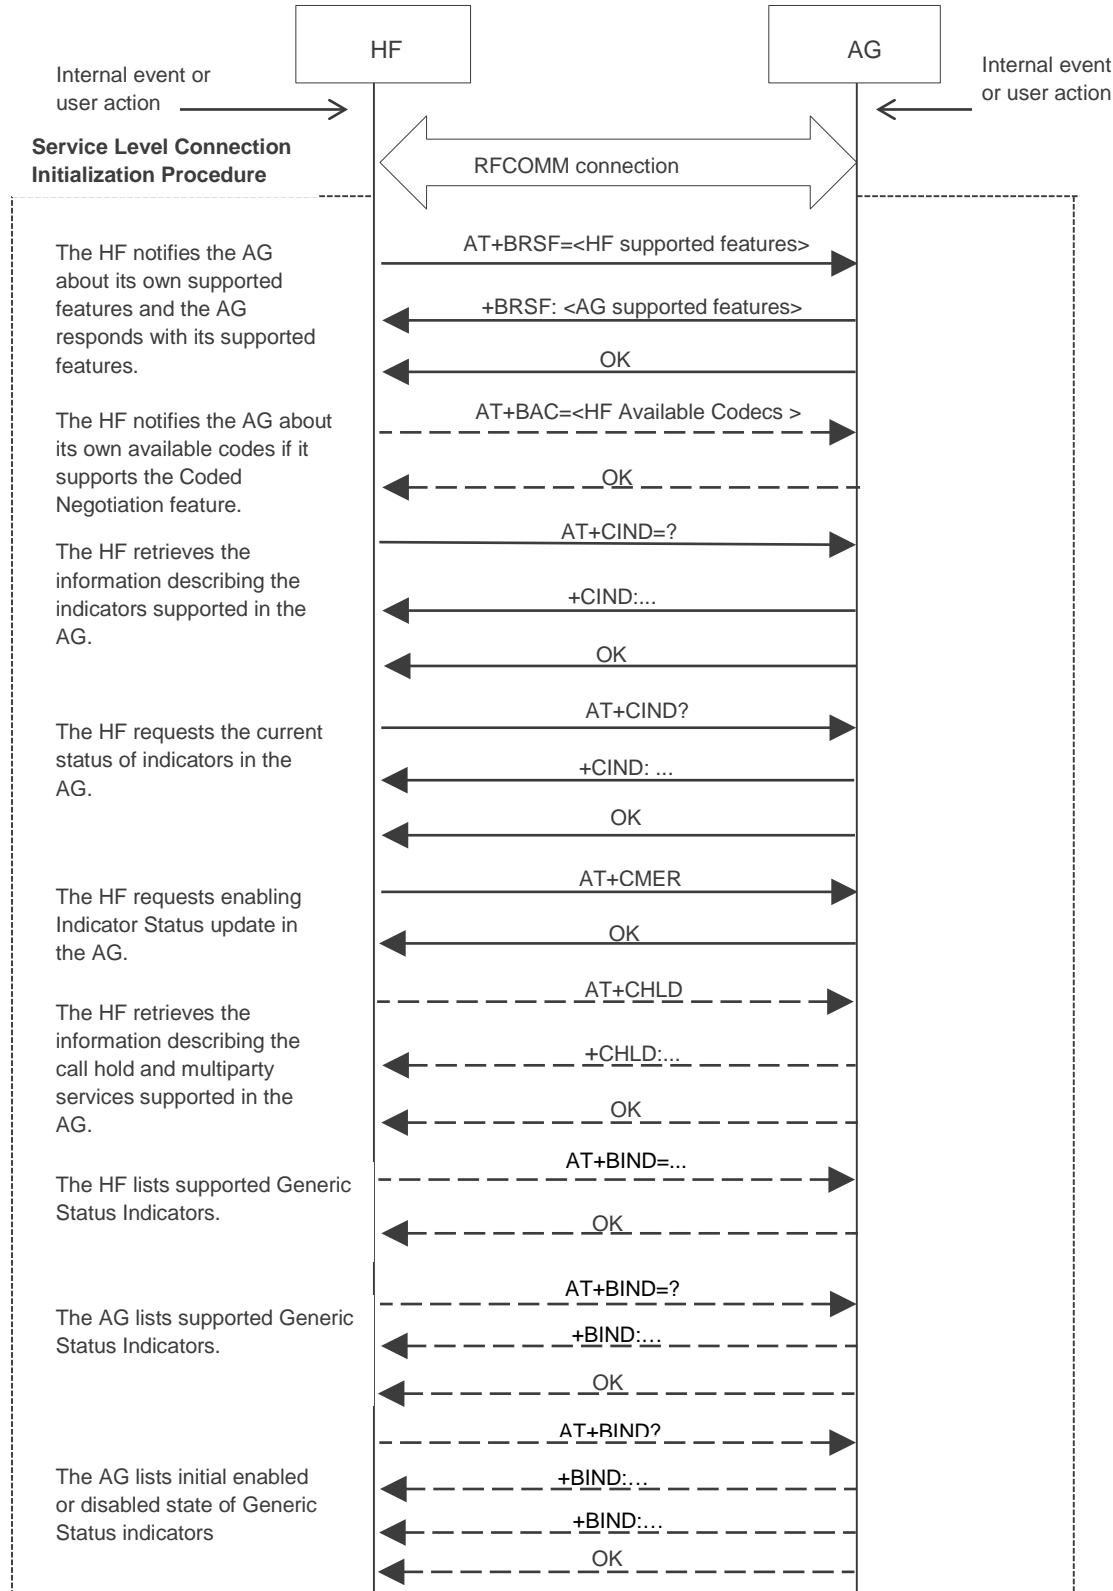 HF
AG
Internal event or
user action
Internal event
or user action
Service Level Connection
Initialization Procedure
RFCOMM connection
The HF notifies the AG
about its own supported
features and the AG
responds with its supported
features.
AT+BRSF=<HF supported features>
+BRSF: <AG supported features>
OK
The HF notifies the AG about
its own available codes if it
supports the Coded
Negotiation feature.
AT+BAC=<HF Available Codecs >
OK
The HF retrieves the
information describing the
indicators supported in the
AG.
AT+CIND=?
+CIND:...
OK
The HF requests the current
status of indicators in the
AG.
AT+CIND?
+CIND: ...
OK
The HF requests enabling
Indicator Status update in
the AG.
AT+CMER
OK
The HF retrieves the
information describing the
call hold and multiparty
services supported in the
AG.
AT+CHLD
+CHLD:...
OK
The HF lists supported Generic
Status Indicators.
AT+BIND=...
OK
The AG lists supported Generic
Status Indicators.
AT+BIND=?
+BIND:...
OK
The AG lists initial enabled
or disabled state of Generic
Status indicators
AT+BIND?
+BIND:...
+BIND:...
OK